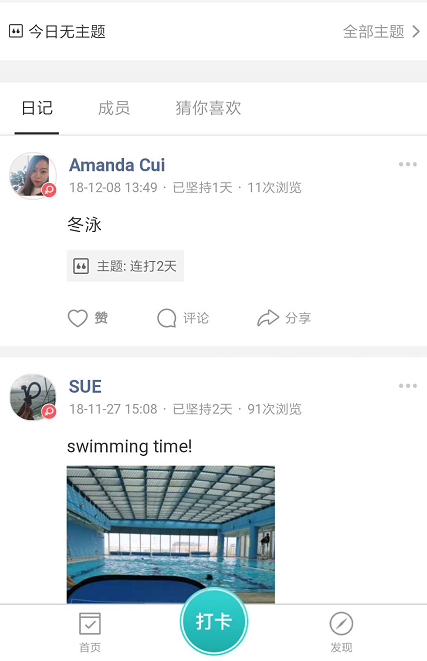 今日无主题 全部主题
日记 成员 猜你喜欢
Amanda Cui
18-12-08 13:49 · 已坚持1天 · 11次浏览
冬泳
主题: 连打2天
赞 评论 分享
SUE
18-11-27 15:08 · 已坚持2天 · 91次浏览
swimming time!
首页 打卡 发现